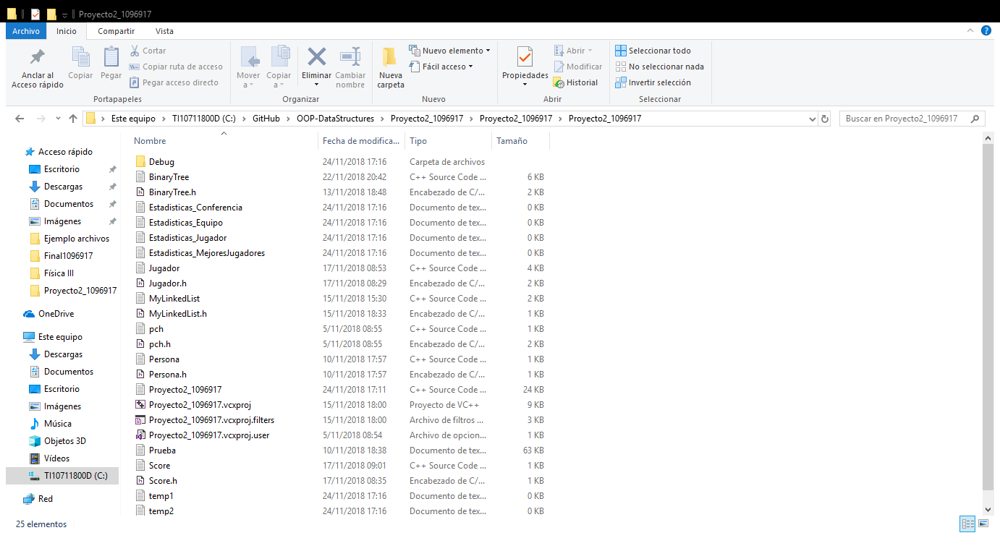 Proyecto2_1096917
Archivo Inicio Compartir Vista
Anclar al Acceso rápido
Copiar
Pegar
Cortar
Copiar ruta de acceso
Pegar acceso directo
Portapapeles
Mover a
Copiar a
Eliminar
Cambiar nombre
Organizar
Nueva carpeta
Nuevo elemento
Fácil acceso
Nuevo
Propiedades
Abrir
Modificar
Historial
Abrir
Seleccionar todo
No seleccionar nada
Invertir selección
Seleccionar
Este equipo > TI10711800D (C:) > GitHub > OOP-DataStructures > Proyecto2_1096917 > Proyecto2_1096917 > Proyecto2_1096917
Buscar en Proyecto2_1096917
Acceso rápido
Escritorio
Descargas
Documentos
Imágenes
Ejemplo archivos
Final1096917
Física III
Proyecto2_1096917
OneDrive
Este equipo
Descargas
Documentos
Escritorio
Imágenes
Música
Objetos 3D
Vídeos
TI10711800D (C:)
Red
Nombre Fecha de modifica... Tipo Tamaño
Debug 24/11/2018 17:16 Carpeta de archivos
BinaryTree 22/11/2018 20:42 C++ Source Code ... 6 KB
BinaryTree.h 13/11/2018 18:48 Encabezado de C/... 2 KB
Estadisticas_Conferencia 24/11/2018 17:16 Documento de tex... 0 KB
Estadisticas_Equipo 24/11/2018 17:16 Documento de tex... 0 KB
Estadisticas_Jugador 24/11/2018 17:16 Documento de tex... 0 KB
Estadisticas_MejoresJugadores 24/11/2018 17:16 Documento de tex... 0 KB
Jugador 17/11/2018 08:53 C++ Source Code ... 4 KB
Jugador.h 17/11/2018 08:29 Encabezado de C/... 2 KB
MyLinkedList 15/11/2018 15:30 C++ Source Code ... 2 KB
MyLinkedList.h 15/11/2018 18:33 Encabezado de C/... 1 KB
pch 5/11/2018 08:55 C++ Source Code ... 1 KB
pch.h 5/11/2018 08:55 Encabezado de C/... 2 KB
Persona 10/11/2018 17:57 C++ Source Code ... 1 KB
Persona.h 10/11/2018 17:57 Encabezado de C/... 1 KB
Proyecto2_1096917 24/11/2018 17:11 C++ Source Code ... 24 KB
Proyecto2_1096917.vcxproj 15/11/2018 18:00 Proyecto de VC++ 9 KB
Proyecto2_1096917.vcxproj.filters 15/11/2018 18:00 Archivo de filtros ... 3 KB
Proyecto2_1096917.vcxproj.user 5/11/2018 08:54 Archivo de opcion... 1 KB
Prueba 10/11/2018 18:38 Documento de tex... 63 KB
Score 17/11/2018 09:01 C++ Source Code ... 1 KB
Score.h 17/11/2018 08:35 Encabezado de C/... 1 KB
temp1 24/11/2018 17:16 Documento de tex... 0 KB
temp2 24/11/2018 17:16 Documento de tex... 0 KB
25 elementos